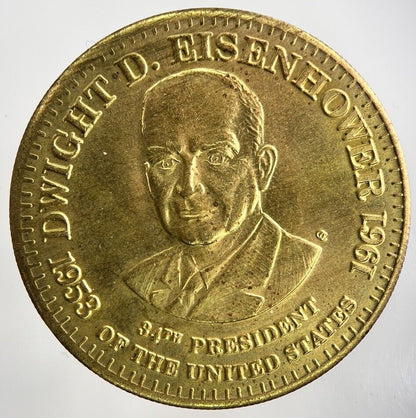 DWIGHT D. EISENHOWER
1953
1961
34TH PRESIDENT
OF THE UNITED STATES